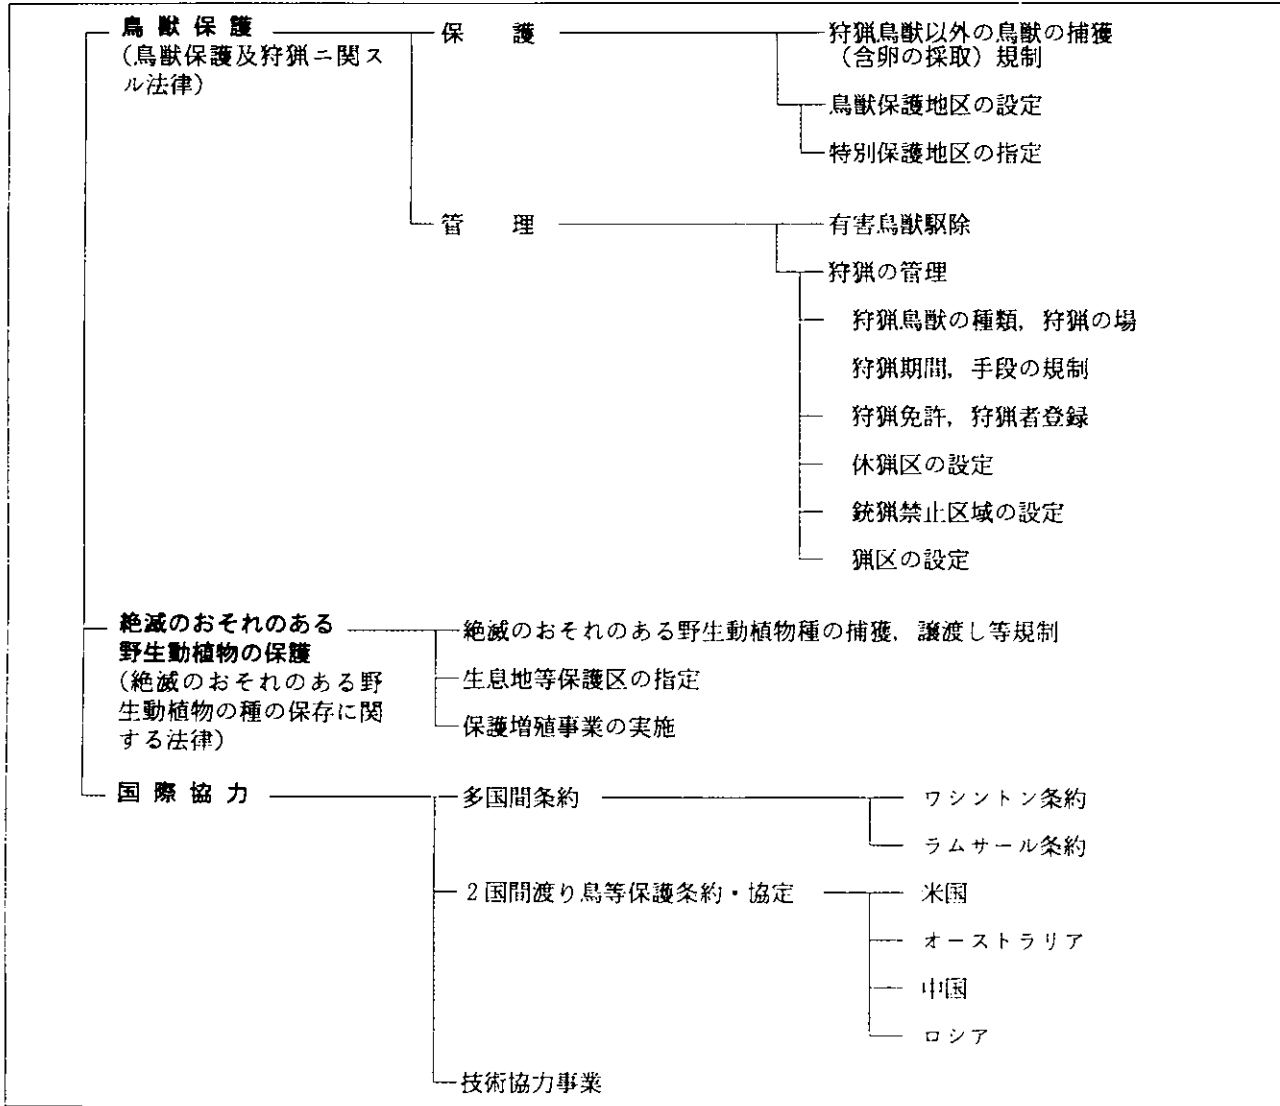 鳥獣保護
(鳥獣保護及狩猟ニ関ス
ル法律)
保護
狩猟鳥獣以外の鳥獣の捕獲
(含卵の採取)規制
鳥獣保護地区の設定
特別保護地区の指定
管理
有害鳥獣駆除
狩猟の管理
狩猟鳥獣の種類,狩猟の場
狩猟期間,手段の規制
狩猟免許,狩猟者登録
休猟区の設定
銃猟禁止区域の設定
猟区の設定
絶滅のおそれのある
野生動植物の保護
(絶滅のおそれのある野
生動植物の種の保存に関
する法律)
絶滅のおそれのある野生動植物種の捕獲,譲渡し等規制
生息地等保護区の指定
保護増殖事業の実施
国際協力
多国間条約
ワシントン条約
ラムサール条約
2国間渡り鳥等保護条約・協定
米国
オーストラリア
中国
ロシア
技術協力事業